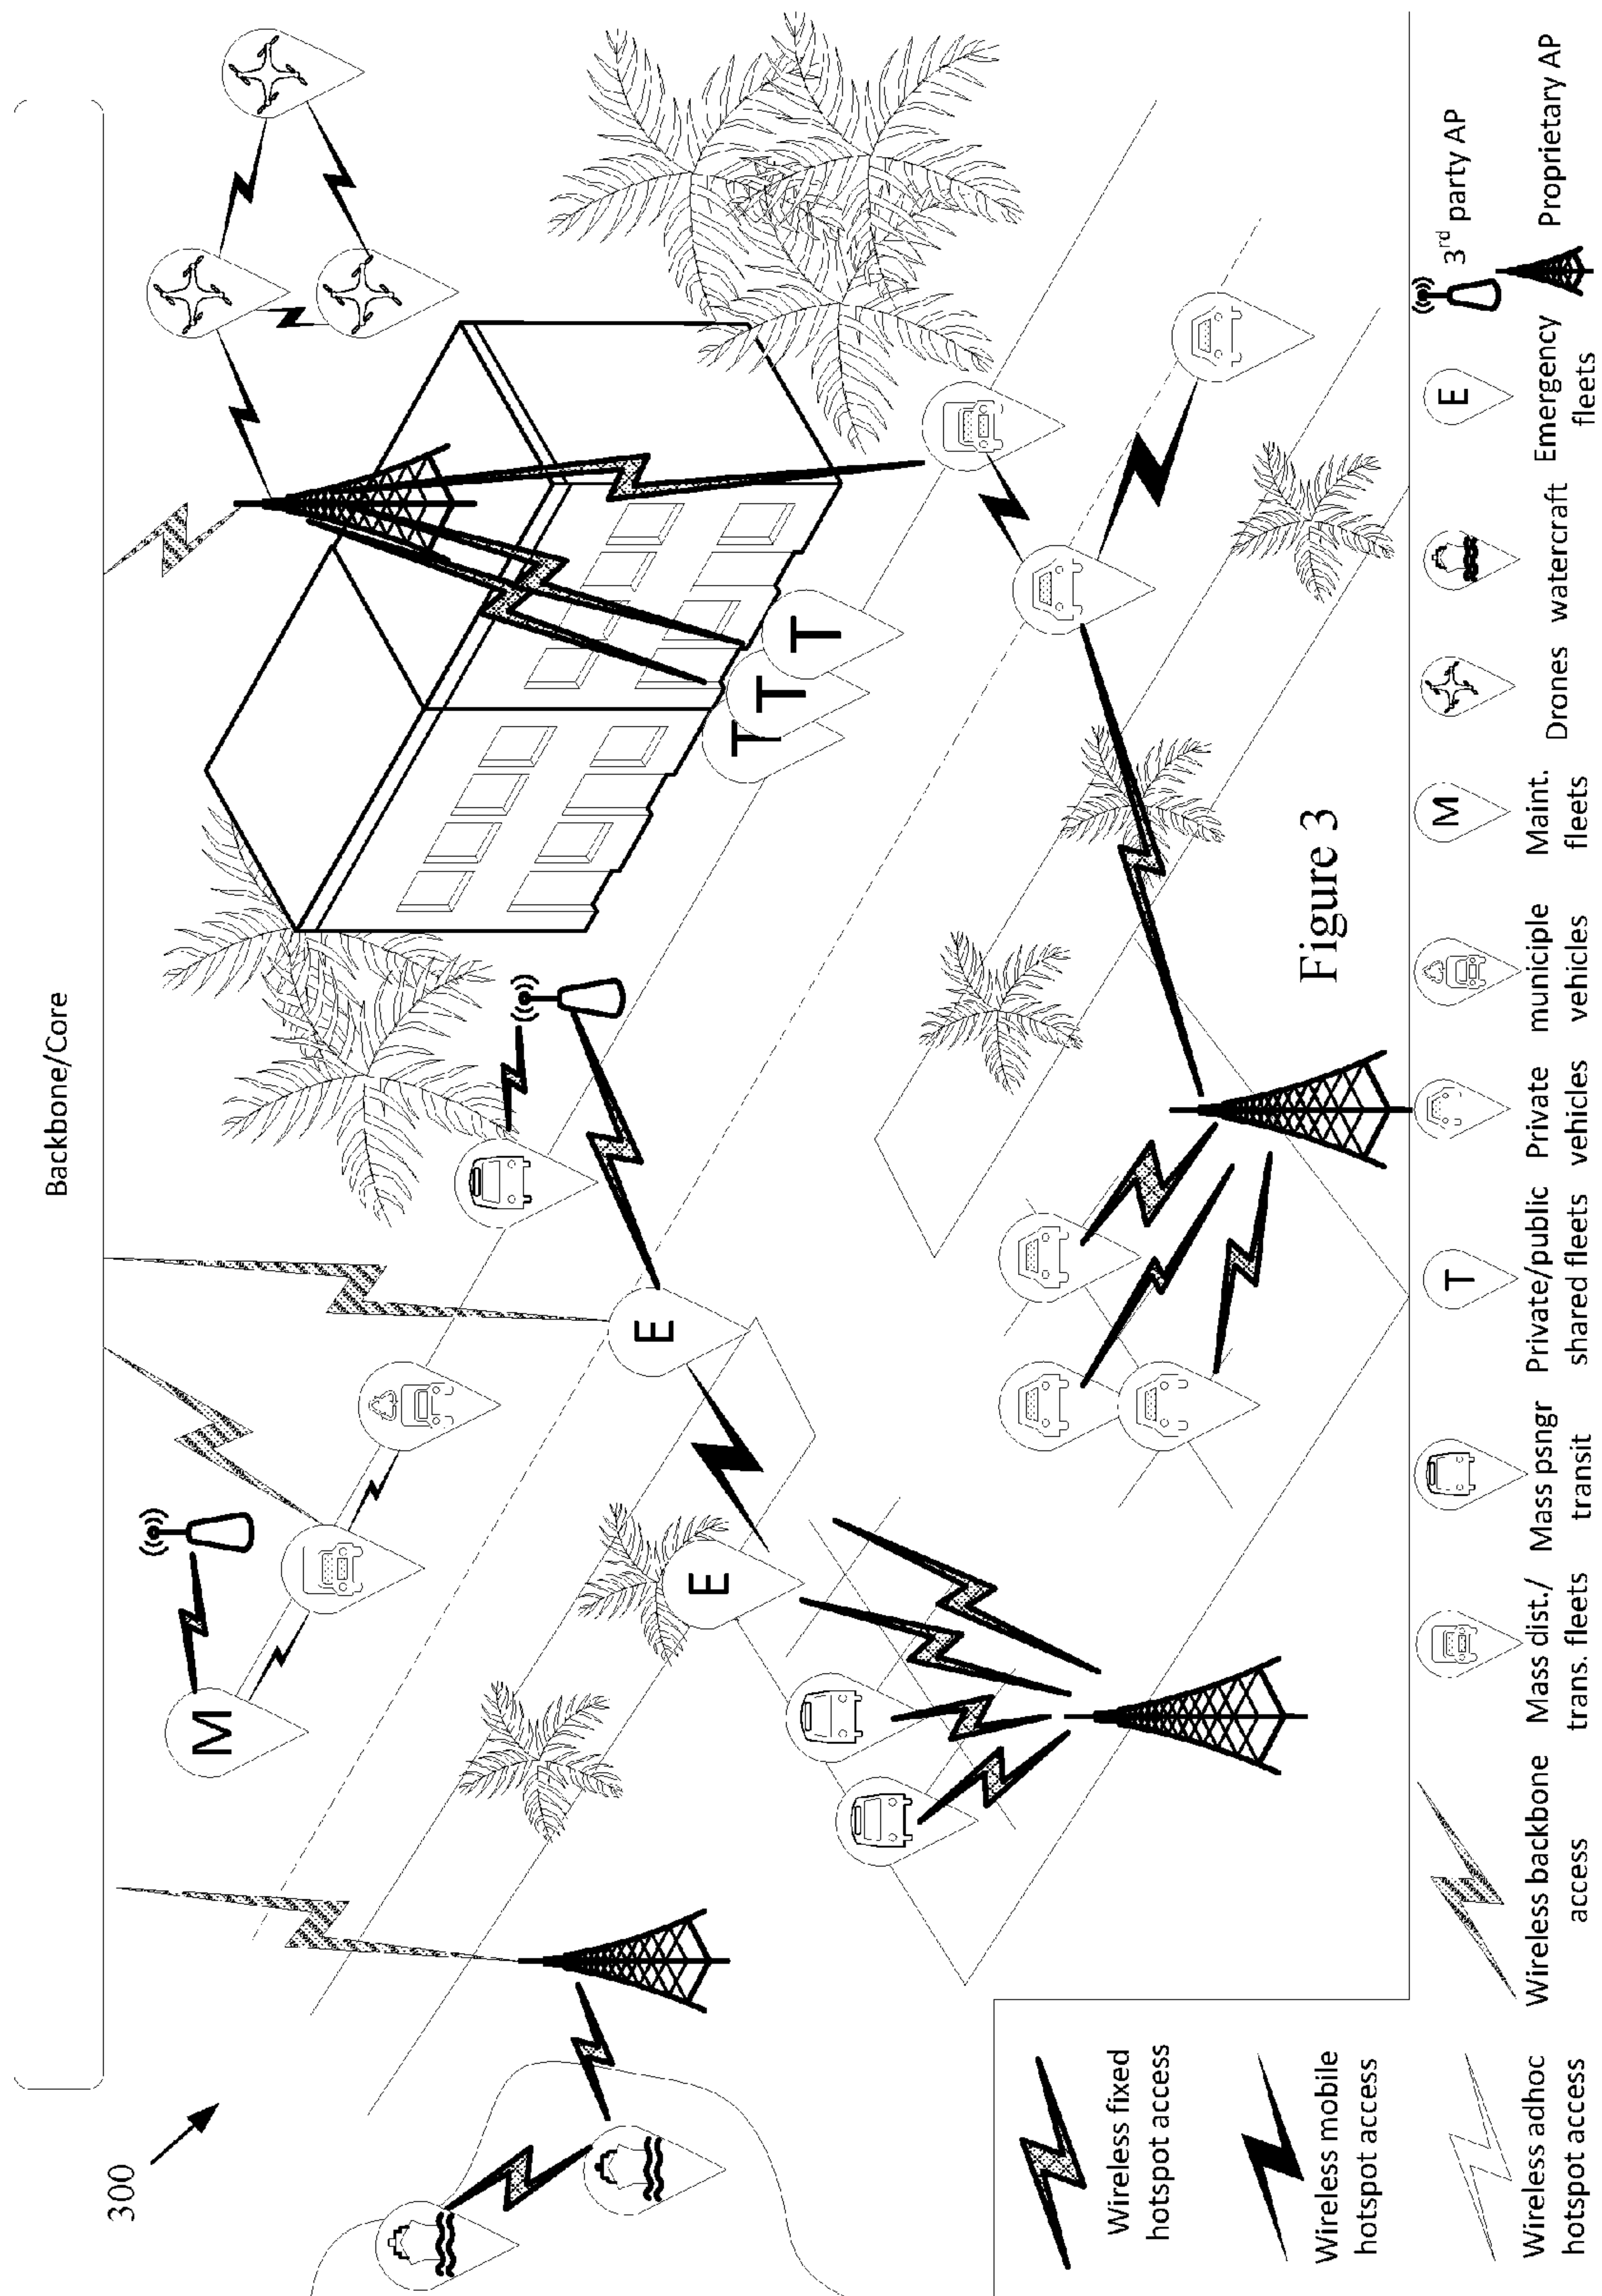 300
Backbone/Core
M
E
E
T
T
T
Figure 3
Wireless fixed
hotspot access
Wireless mobile
hotspot access
Wireless adhoc
hotspot access
Wireless backbone
access
Mass dist./
trans. fleets
Mass psngr
transit
T
Private/public
shared fleets
Private
vehicles
municiple
vehicles
M
Maint.
fleets
Drones
watercraft
E
Emergency
fleets
3rd party AP
Proprietary AP